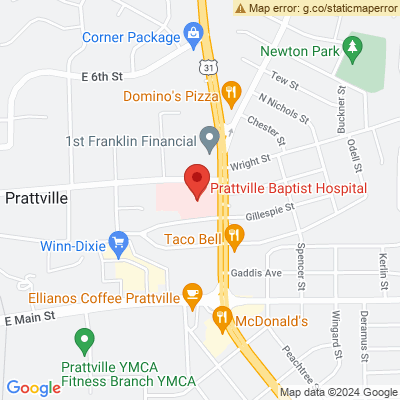 Map error: g.co/staticmaperror
Corner Package
Newton Park
E 6th St
31
Tew St
Domino's Pizza
N Nichols St
Buckner St
Chester St
1st Franklin Financial
Odell St
Wright St
Prattville
Prattville Baptist Hospital
Gillespie St
Winn-Dixie
Taco Bell
Spencer St
Gaddis Ave
Kerlin St
Ellianos Coffee Prattville
E Main St
McDonald's
Wingard St
Deramus St
Peachtree St
Prattville YMCA
Fitness Branch YMCA
Google
Map data ©2024 Google